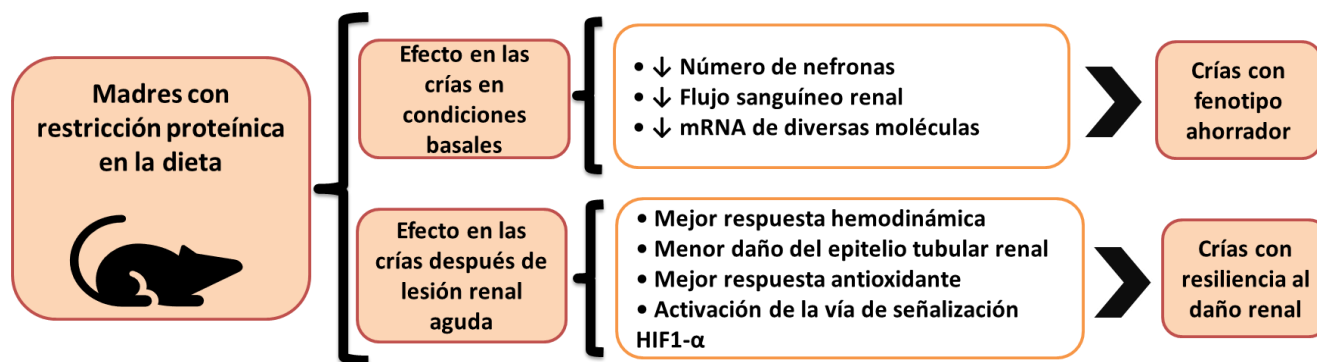 Madres con
restricción proteínica
en la dieta
Efecto en las
crías en
condiciones
basales
• ↓ Número de nefronas
• ↓ Flujo sanguíneo renal
• ↓ mRNA de diversas moléculas
Crías con
fenotipo
ahorrador
Efecto en las
crías después de
lesión renal
aguda
• Mejor respuesta hemodinámica
• Menor daño del epitelio tubular renal
• Mejor respuesta antioxidante
• Activación de la vía de señalización
HIF1-α
Crías con
resiliencia al
daño renal